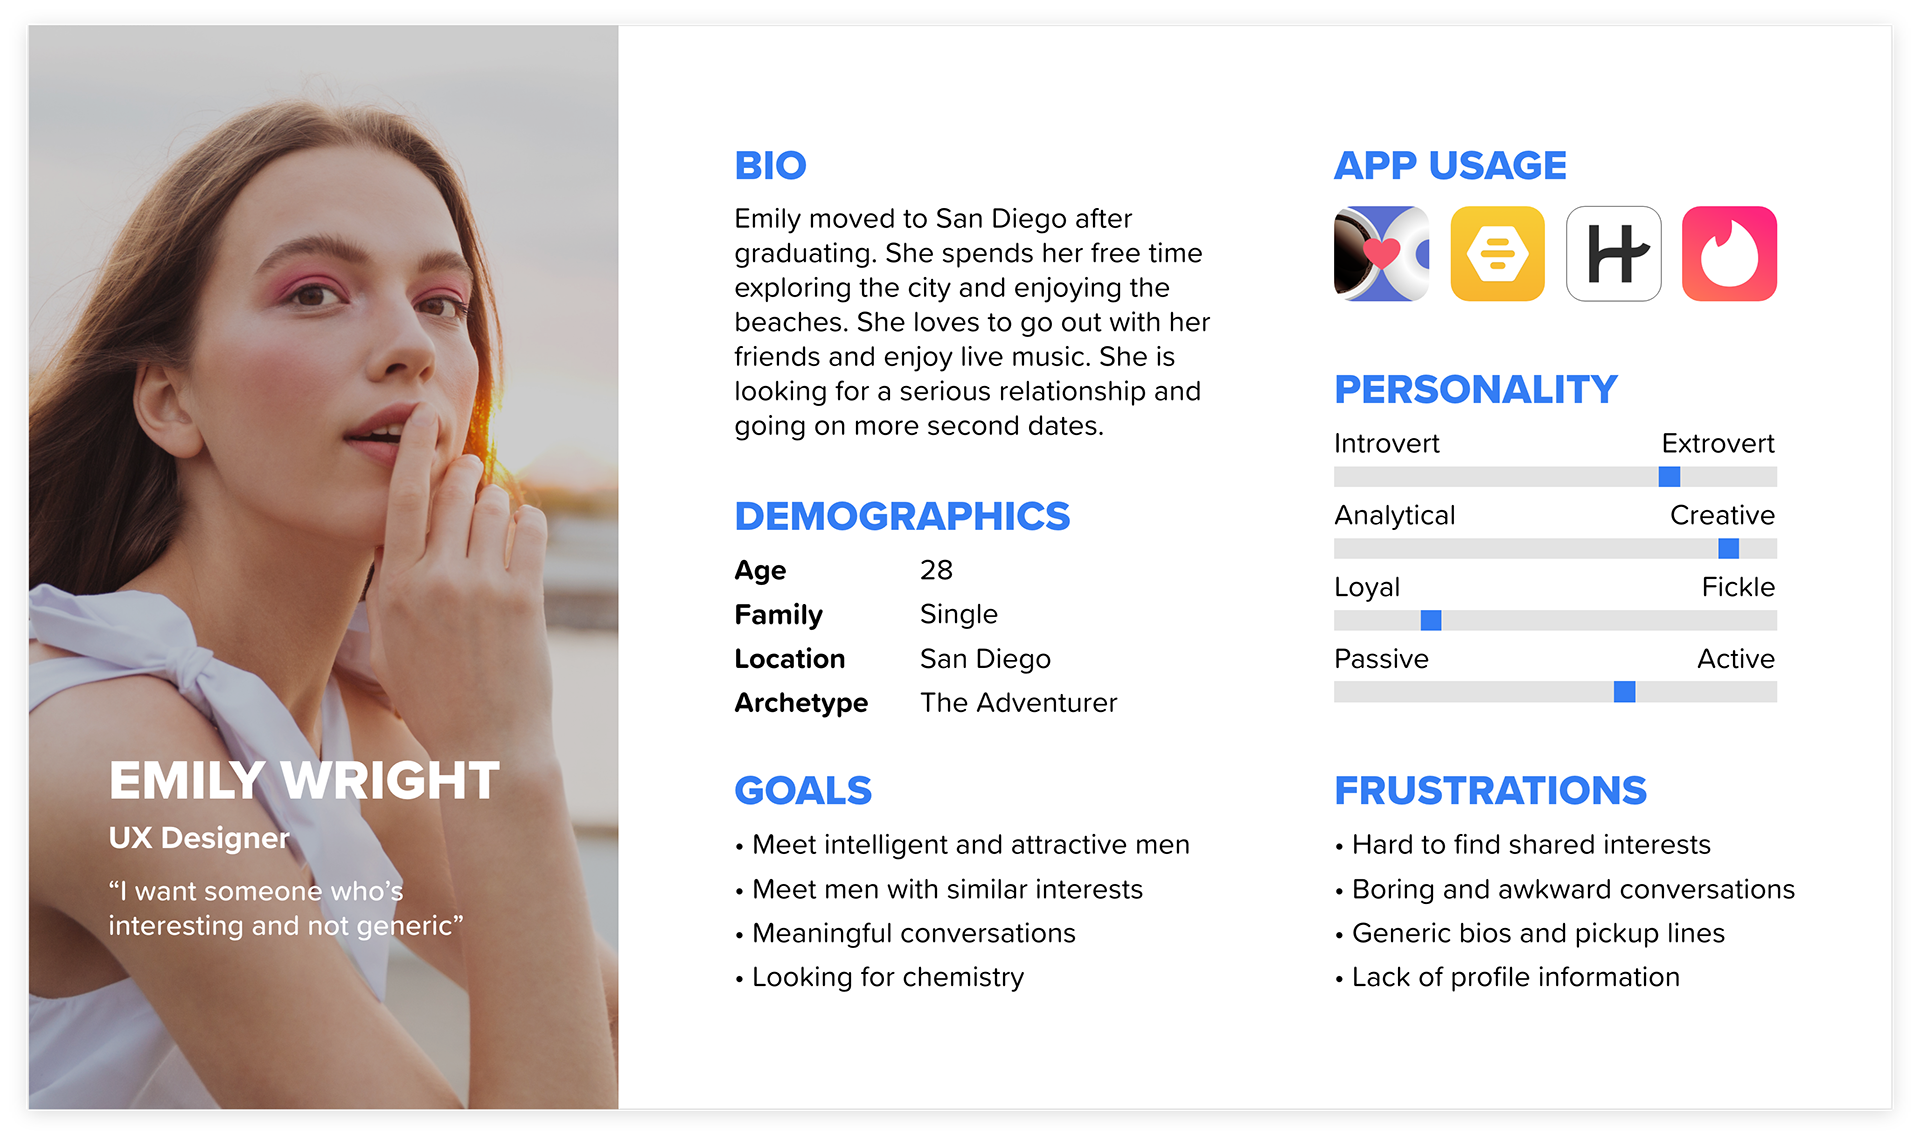 EMILY WRIGHT
UX Designer
“I want someone who’s
interesting and not generic”
BIO
Emily moved to San Diego after
graduating. She spends her free time
exploring the city and enjoying the
beaches. She loves to go out with her
friends and enjoy live music. She is
looking for a serious relationship and
going on more second dates.
DEMOGRAPHICS
Age 28
Family Single
Location San Diego
Archetype The Adventurer
GOALS
• Meet intelligent and attractive men
• Meet men with similar interests
• Meaningful conversations
• Looking for chemistry
APP USAGE
PERSONALITY
Introvert Extrovert
Analytical Creative
Loyal Fickle
Passive Active
FRUSTRATIONS
• Hard to find shared interests
• Boring and awkward conversations
• Generic bios and pickup lines
• Lack of profile information